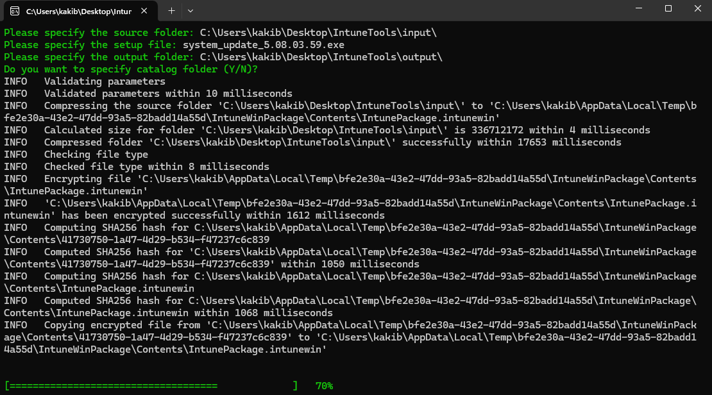 C:\Users\kakib\Desktop\Intur
Please specify the source folder: C:\Users\kakib\Desktop\IntuneTools\input\
Please specify the setup file: system_update_5.08.03.59.exe
Please specify the output folder: C:\Users\kakib\Desktop\IntuneTools\output\
Do you want to specify catalog folder (Y/N)?
INFO   Validating parameters
INFO   Validated parameters within 10 milliseconds
INFO   Compressing the source folder 'C:\Users\kakib\Desktop\IntuneTools\input\' to 'C:\Users\kakib\AppData\Local\Temp\b
fe2e30a-43e2-47dd-93a5-82badd14a55d\IntuneWinPackage\Contents\IntunePackage.intunewin'
INFO   Calculated size for folder 'C:\Users\kakib\Desktop\IntuneTools\input\' is 336712172 within 4 milliseconds
INFO   Compressed folder 'C:\Users\kakib\Desktop\IntuneTools\input\' successfully within 17653 milliseconds
INFO   Checking file type
INFO   Checked file type within 8 milliseconds
INFO   Encrypting file 'C:\Users\kakib\AppData\Local\Temp\bfe2e30a-43e2-47dd-93a5-82badd14a55d\IntuneWinPackage\Contents
\IntunePackage.intunewin'
INFO   'C:\Users\kakib\AppData\Local\Temp\bfe2e30a-43e2-47dd-93a5-82badd14a55d\IntuneWinPackage\Contents\IntunePackage.i
ntunewin' has been encrypted successfully within 1612 milliseconds
INFO   Computing SHA256 hash for C:\Users\kakib\AppData\Local\Temp\bfe2e30a-43e2-47dd-93a5-82badd14a55d\IntuneWinPackage
\Contents\41730750-1a47-4d29-b534-f47237c6c839
INFO   Computed SHA256 hash for 'C:\Users\kakib\AppData\Local\Temp\bfe2e30a-43e2-47dd-93a5-82badd14a55d\IntuneWinPackage
\Contents\41730750-1a47-4d29-b534-f47237c6c839' within 1050 milliseconds
INFO   Computing SHA256 hash for C:\Users\kakib\AppData\Local\Temp\bfe2e30a-43e2-47dd-93a5-82badd14a55d\IntuneWinPackage
\Contents\IntunePackage.intunewin
INFO   Computed SHA256 hash for C:\Users\kakib\AppData\Local\Temp\bfe2e30a-43e2-47dd-93a5-82badd14a55d\IntuneWinPackage\
Contents\IntunePackage.intunewin within 1068 milliseconds
INFO   Copying encrypted file from 'C:\Users\kakib\AppData\Local\Temp\bfe2e30a-43e2-47dd-93a5-82badd14a55d\IntuneWinPack
age\Contents\41730750-1a47-4d29-b534-f47237c6c839' to 'C:\Users\kakib\AppData\Local\Temp\bfe2e30a-43e2-47dd-93a5-82badd1
4a55d\IntuneWinPackage\Contents\IntunePackage.intunewin'
[====================================             ]   70%